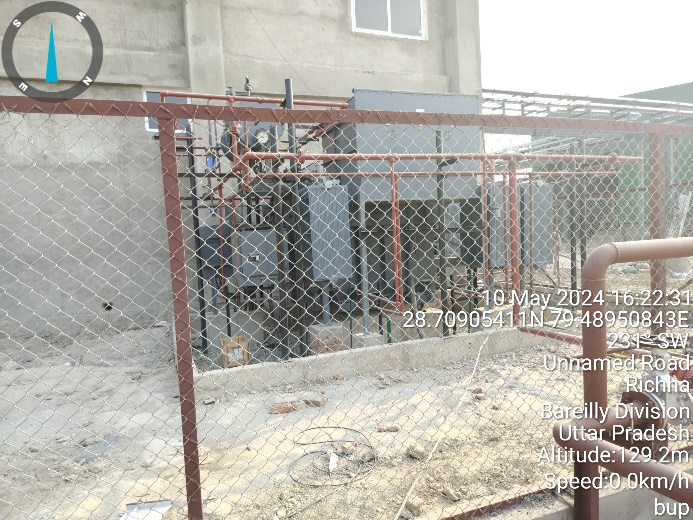 S
W
E
N
10 May 2024 16:22:31
28.70905411N 79.48950843E
231° SW
Unnamed Road
Richha
Bareilly Division
Uttar Pradesh
Altitude:129.2m
Speed:0.0km/h
bup